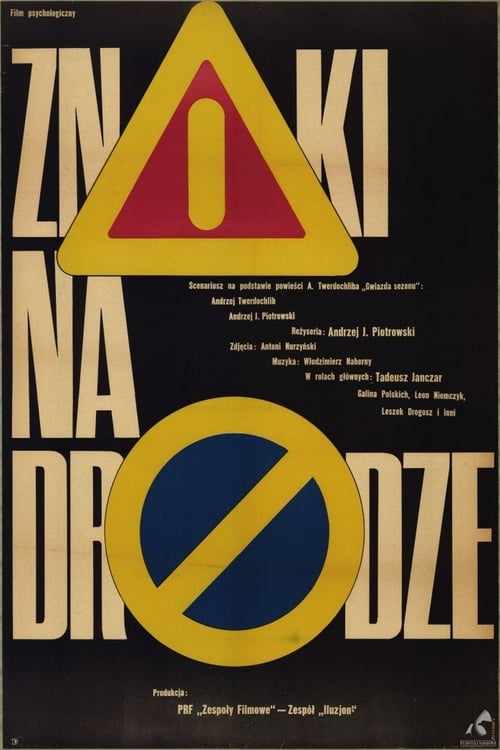 Film psychologiczny
ZNAKI
NA
DRODZE
Scenariusz na podstawie powieści A. Twerdochliba „Gwiazda sezonu":
Andrzej Twerdochlib
Andrzej J. Piotrowski
Reżyseria: Andrzej J. Piotrowski
Zdjęcia: Antoni Nurzyński
Muzyka: Włodzimierz Nahorny
W rolach głównych: Tadeusz Janczar
Galina Polskich, Leon Niemczyk,
Leszek Drogosz i inni
Produkcja:
PRF „Zespoły Filmowe" — Zespół „Iluzjon"